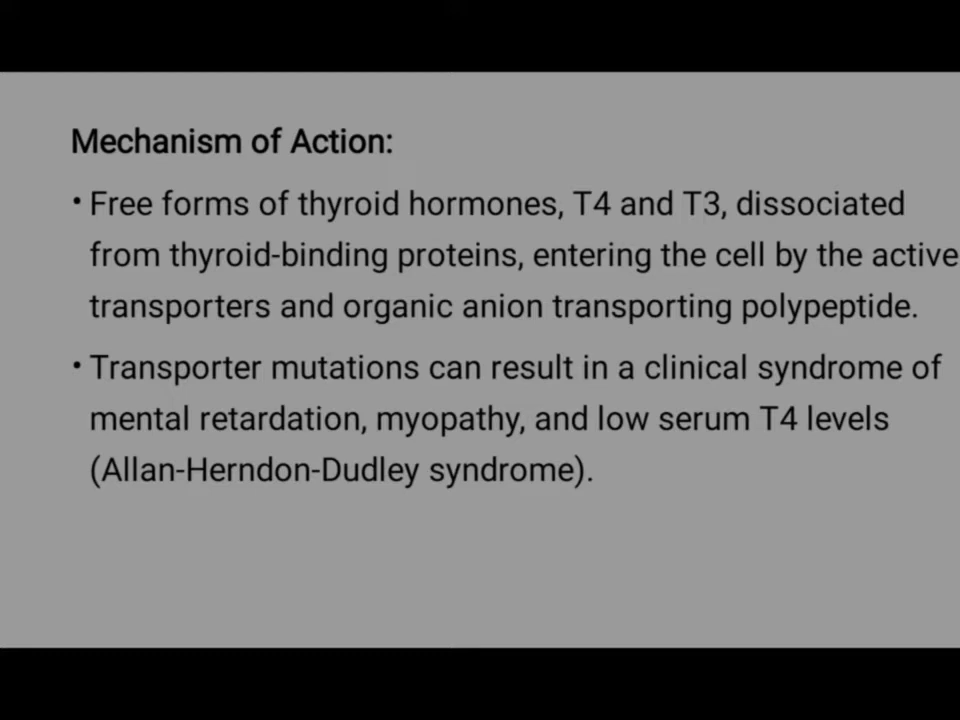 Mechanism of Action:
• Free forms of thyroid hormones, T4 and T3, dissociated
from thyroid-binding proteins, entering the cell by the active
transporters and organic anion transporting polypeptide.
• Transporter mutations can result in a clinical syndrome of
mental retardation, myopathy, and low serum T4 levels
(Allan-Herndon-Dudley syndrome).